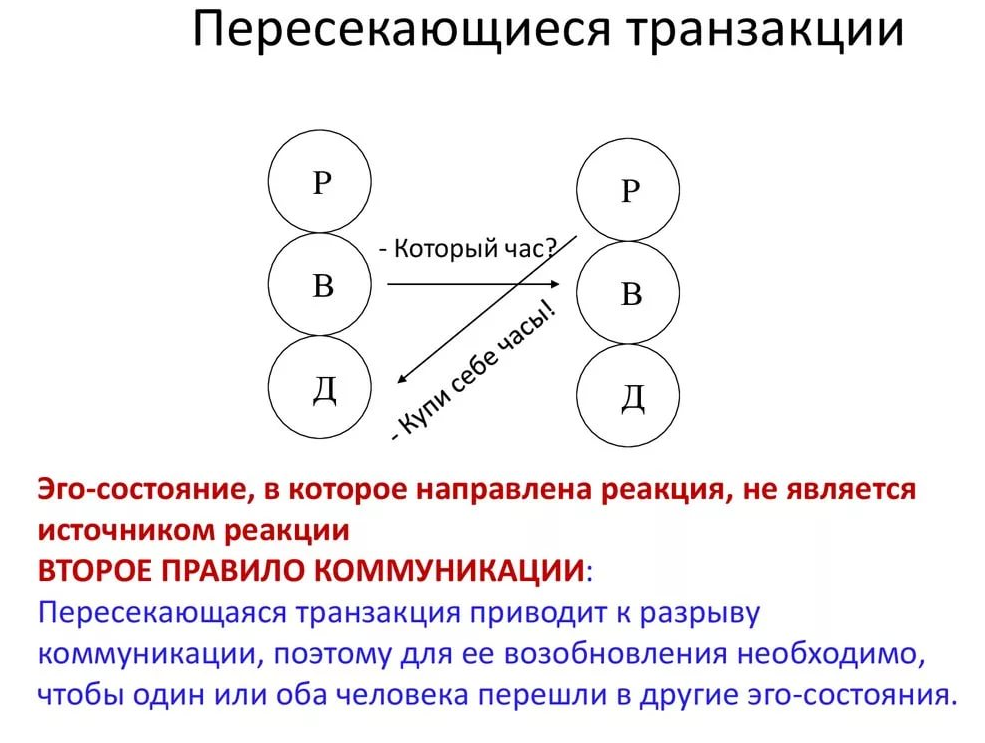 Пересекающиеся транзакции
Р
Р
- Который час?
В
В
- Купи себе часы!
Д
Д
Эго-состояние, в которое направлена реакция, не является
источником реакции
ВТОРОЕ ПРАВИЛО КОММУНИКАЦИИ:
Пересекающаяся транзакция приводит к разрыву
коммуникации, поэтому для ее возобновления необходимо,
чтобы один или оба человека перешли в другие эго-состояния.